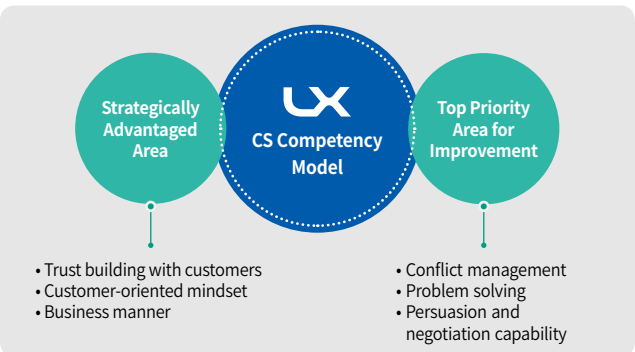 Strategically
Advantaged
Area
LX
CS Competency
Model
Top Priority
Area for
Improvement
• Trust building with customers
• Customer-oriented mindset
• Business manner
• Conflict management
• Problem solving
• Persuasion and
negotiation capability